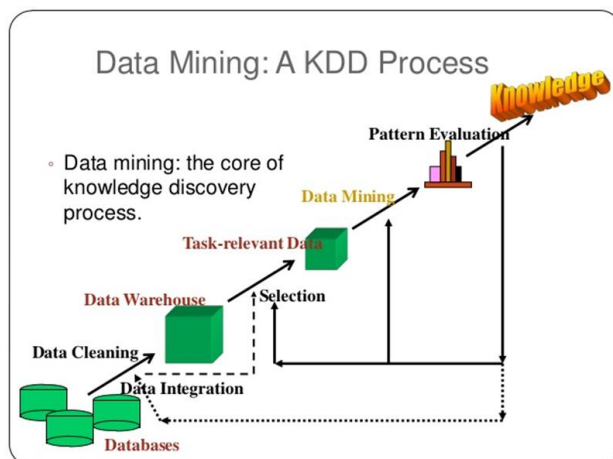 Data Mining: A KDD Process
Knowledge
Pattern Evaluation
◦ Data mining: the core of
knowledge discovery
process.
Data Mining
Task-relevant Data
Data Warehouse
Selection
Data Cleaning
Data Integration
Databases